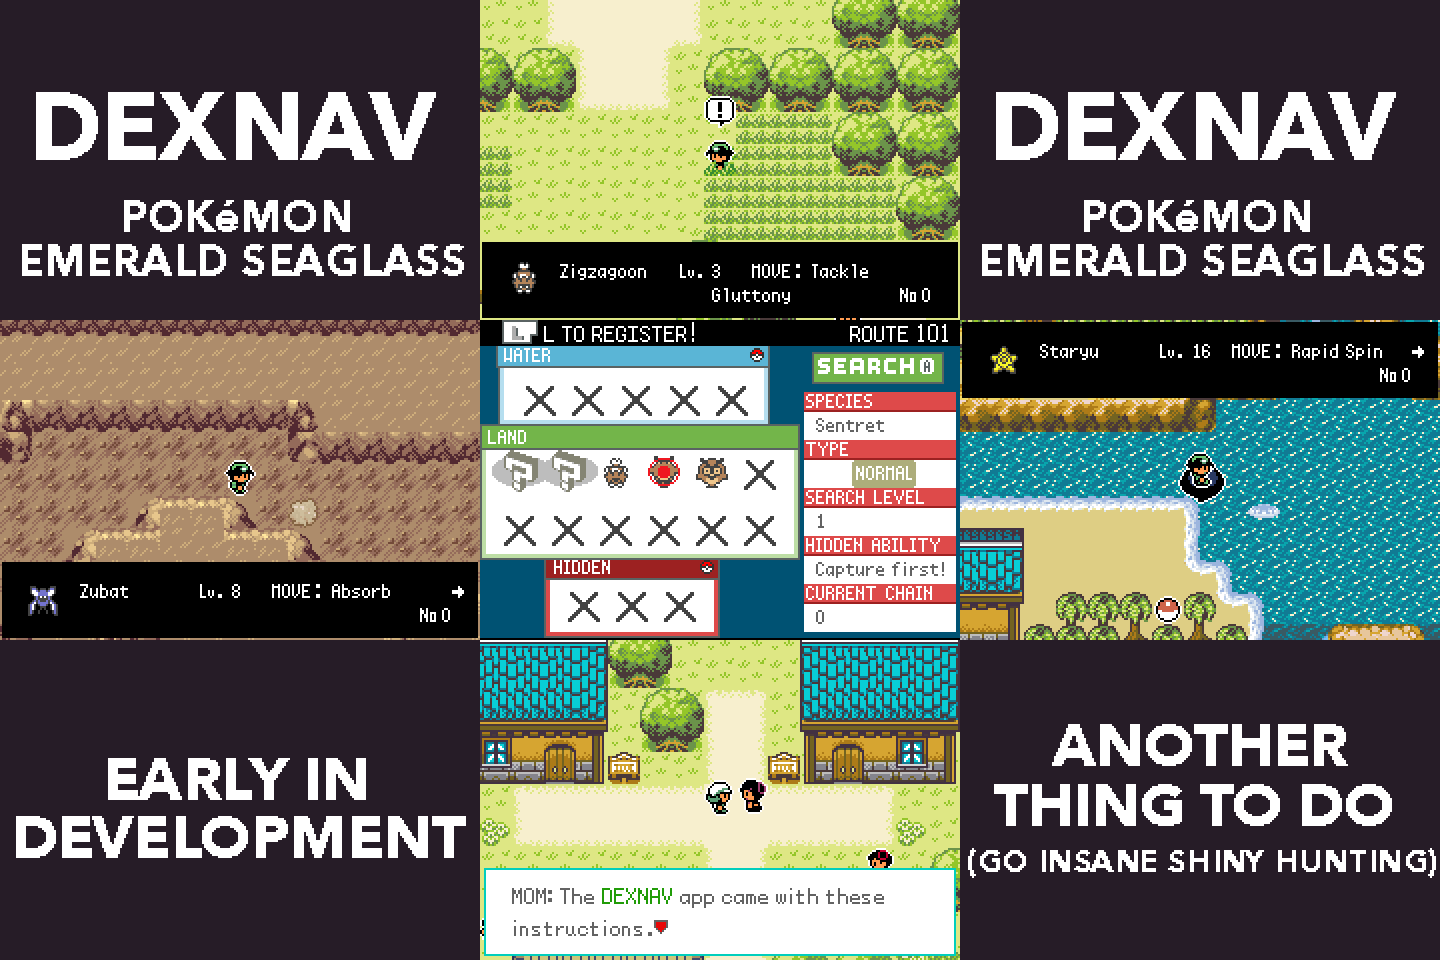 DEXNAV
POKéMON
EMERALD SEAGLASS
!
Zigzagoon Lv. 3 MOVE: Tackle
Gluttony No 0
DEXNAV
POKéMON
EMERALD SEAGLASS
Zubat Lv. 8 MOVE: Absorb →
No 0
L L TO REGISTER! ROUTE 101
WATER
SEARCH A
LAND
? ?
HIDDEN
SPECIES
Sentret
TYPE
NORMAL
SEARCH LEVEL
1
HIDDEN ABILITY
Capture first!
CURRENT CHAIN
0
Staryu Lv. 16 MOVE: Rapid Spin →
No 0
EARLY IN
DEVELOPMENT
MOM: The DEXNAV app came with these
instructions.♥
ANOTHER
THING TO DO
(GO INSANE SHINY HUNTING)